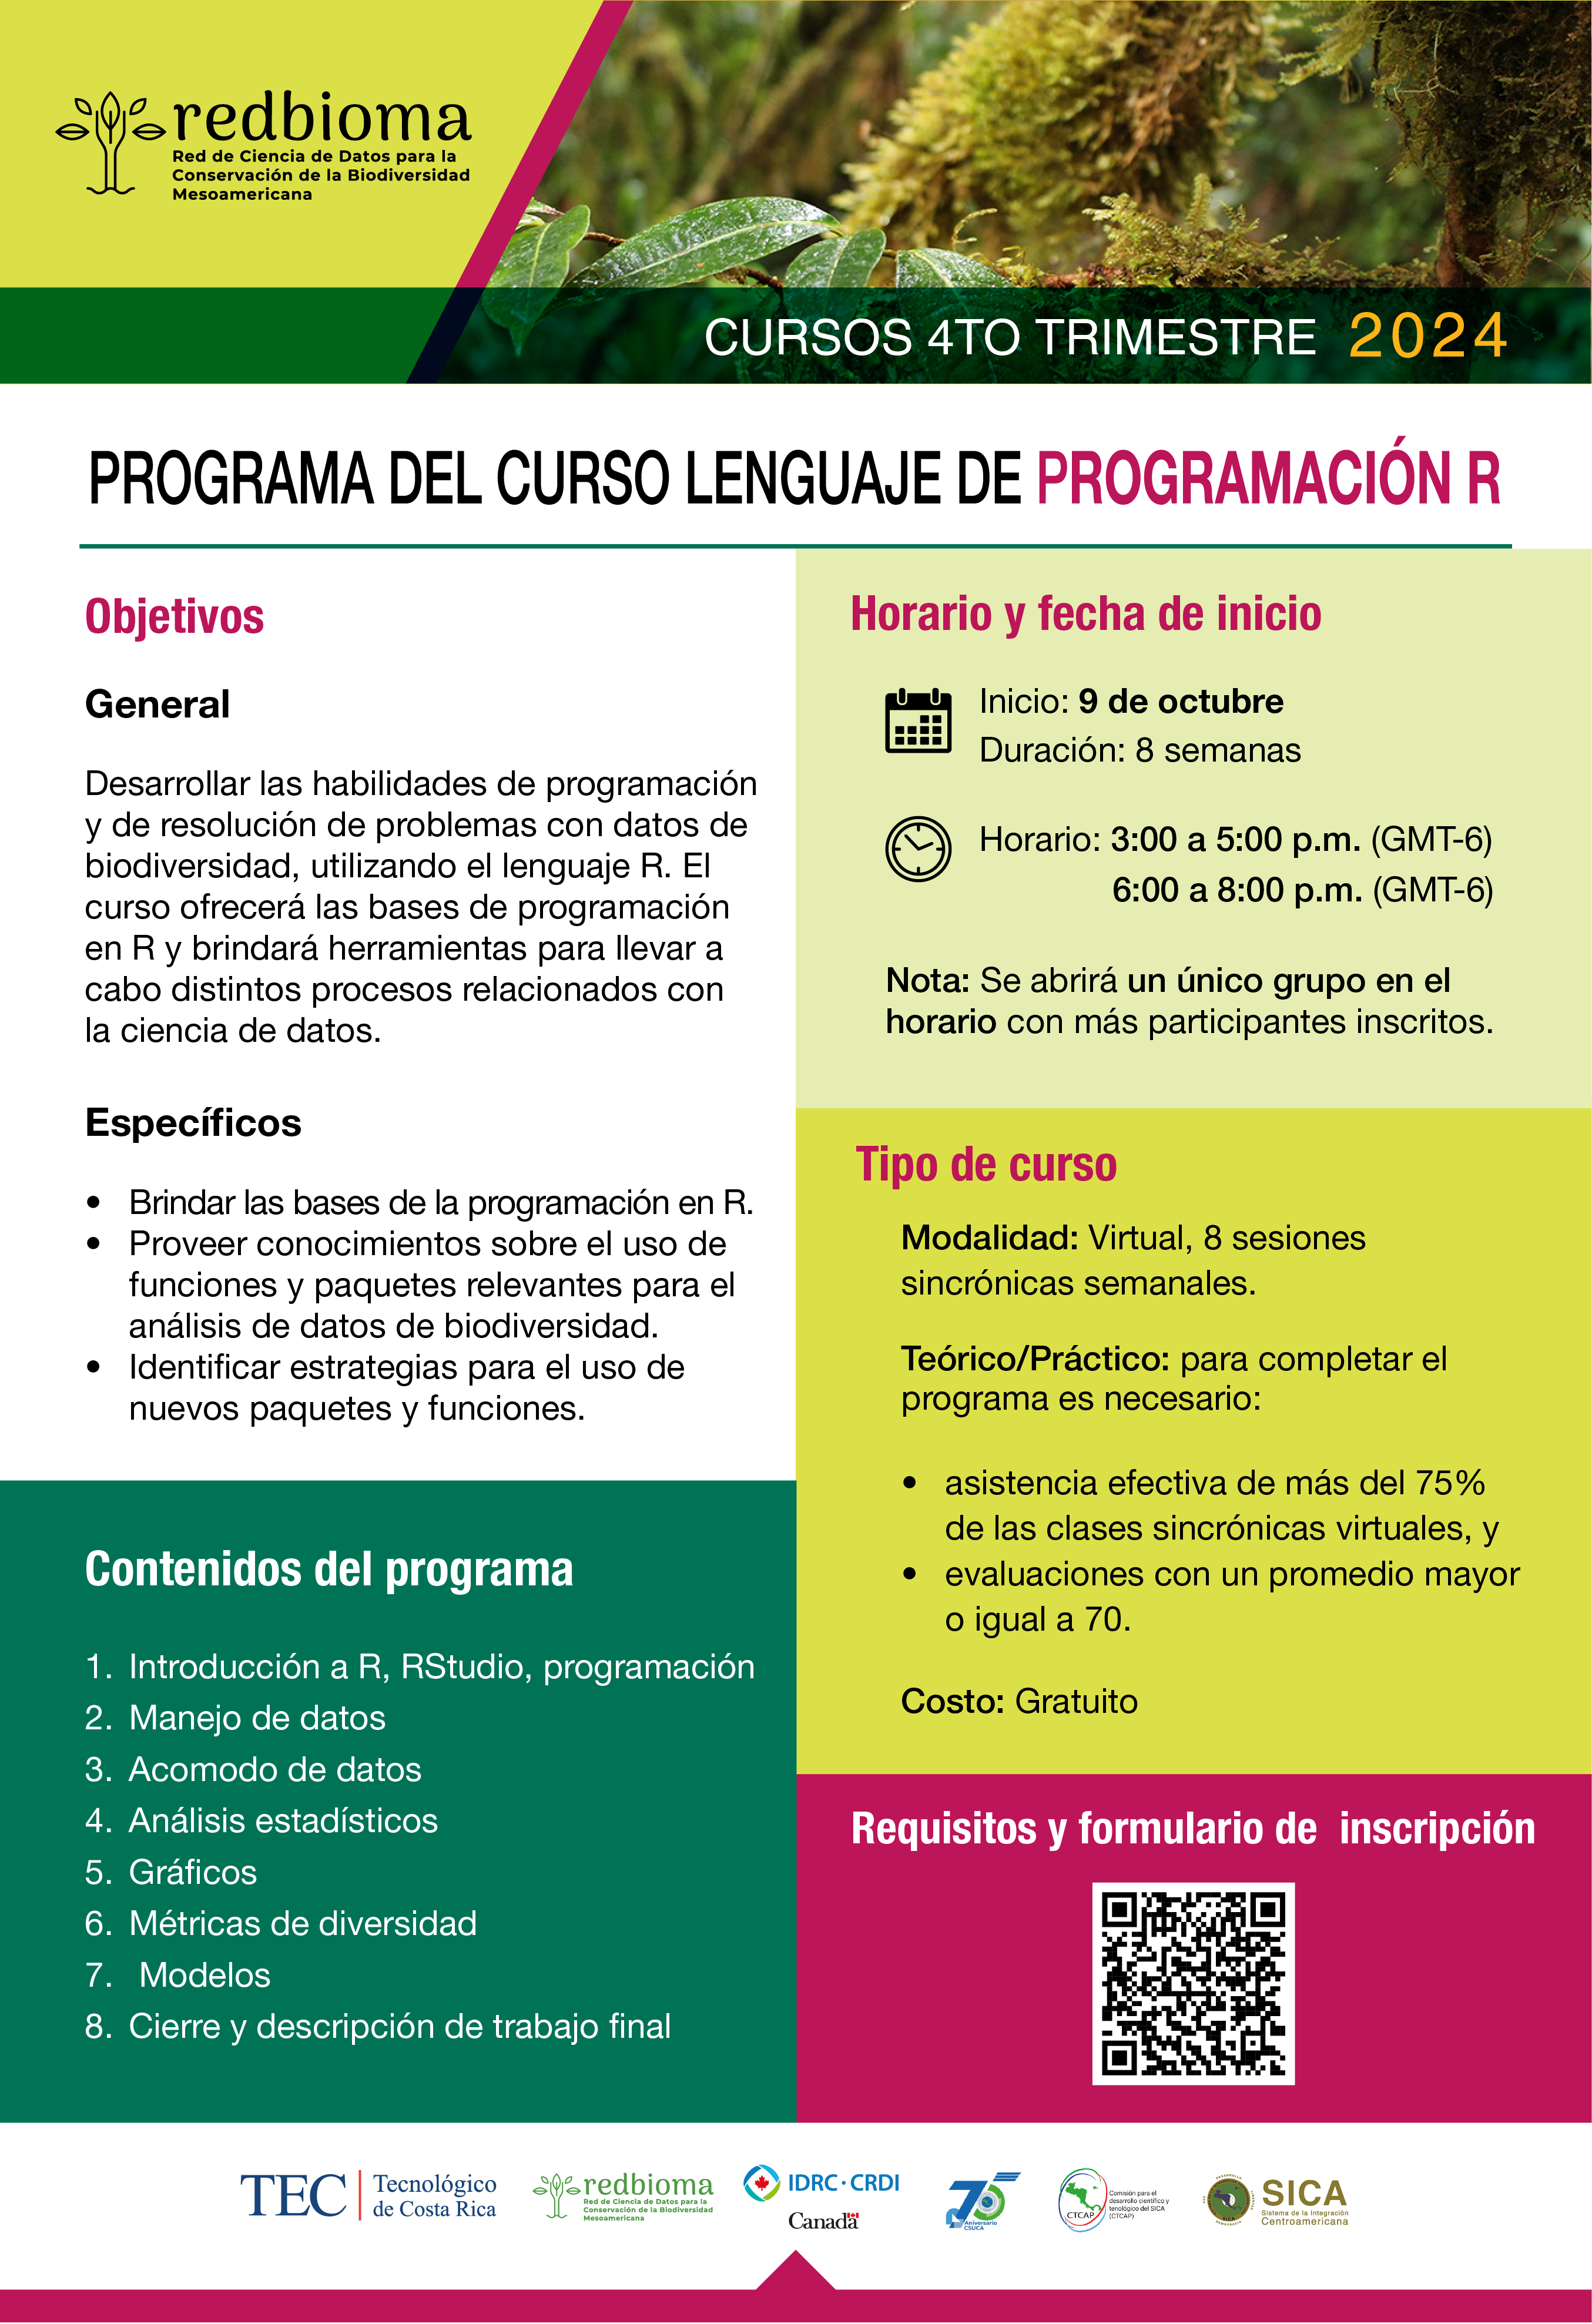 redbioma
Red de Ciencia de Datos para la
Conservación de la Biodiversidad
Mesoamericana
CURSOS 4TO TRIMESTRE 2024
PROGRAMA DEL CURSO LENGUAJE DE PROGRAMACIÓN R
Objetivos
General
Desarrollar las habilidades de programación
y de resolución de problemas con datos de
biodiversidad, utilizando el lenguaje R. El
curso ofrecerá las bases de programación
en R y brindará herramientas para llevar a
cabo distintos procesos relacionados con
la ciencia de datos.
Específicos
• Brindar las bases de la programación en R.
• Proveer conocimientos sobre el uso de
funciones y paquetes relevantes para el
análisis de datos de biodiversidad.
• Identificar estrategias para el uso de
nuevos paquetes y funciones.
Contenidos del programa
1. Introducción a R, RStudio, programación
2. Manejo de datos
3. Acomodo de datos
4. Análisis estadísticos
5. Gráficos
6. Métricas de diversidad
7. Modelos
8. Cierre y descripción de trabajo final
Horario y fecha de inicio
Inicio: 9 de octubre
Duración: 8 semanas
Horario: 3:00 a 5:00 p.m. (GMT-6)
6:00 a 8:00 p.m. (GMT-6)
Nota: Se abrirá un único grupo en el
horario con más participantes inscritos.
Tipo de curso
Modalidad: Virtual, 8 sesiones
sincrónicas semanales.
Teórico/Práctico: para completar el
programa es necesario:
• asistencia efectiva de más del 75%
de las clases sincrónicas virtuales, y
• evaluaciones con un promedio mayor
o igual a 70.
Costo: Gratuito
Requisitos y formulario de inscripción
TEC Tecnológico
de Costa Rica
redbioma
Red de Ciencia de Datos para la
Conservación de la Biodiversidad
Mesoamericana
IDRC · CRDI
Canada
70
Aniversario
CSUCA
CTCAP
Comisión para el
desarrollo científico y
tenológico del SICA
(CTCAP)
SICA
Sistema de la Integración
Centroamericana